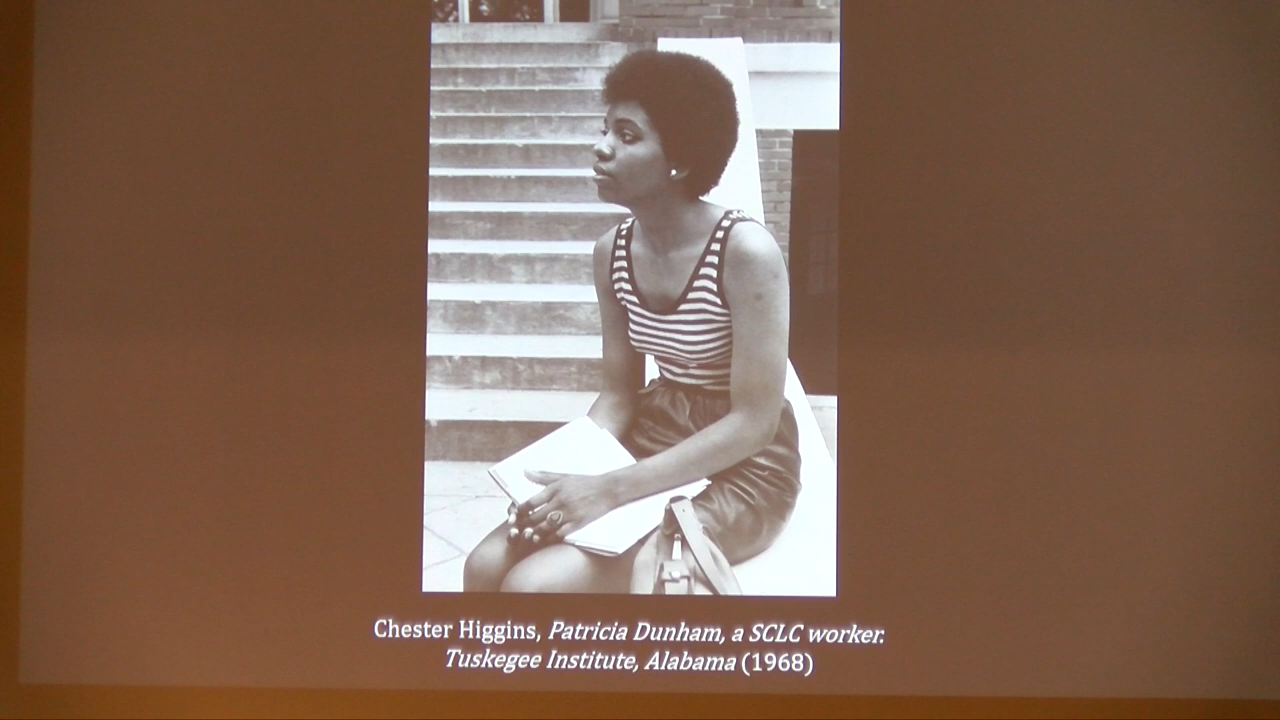 Chester Higgins, Patricia Dunham, a SCLC worker.
Tuskegee Institute, Alabama (1968)